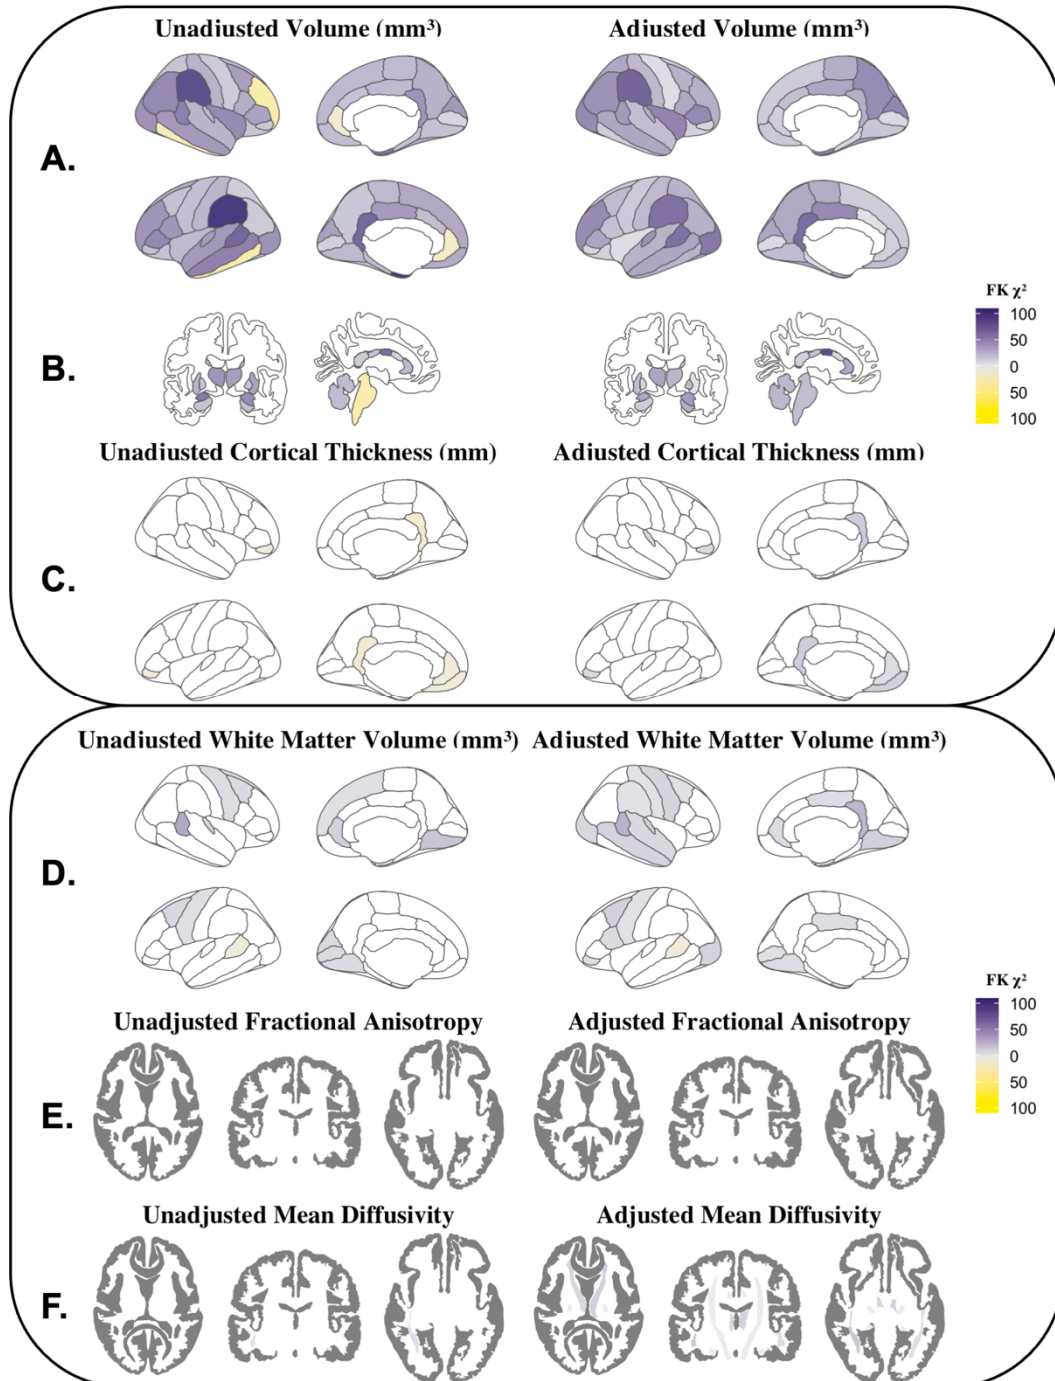 Unadjusted Volume (mm³)
Adjusted Volume (mm³)
A.
FK χ²
100
50
0
50
100
B.
Unadjusted Cortical Thickness (mm)
Adjusted Cortical Thickness (mm)
C.
Unadjusted White Matter Volume (mm³)
Adjusted White Matter Volume (mm³)
D.
FK χ²
100
50
0
50
100
Unadjusted Fractional Anisotropy
Adjusted Fractional Anisotropy
E.
Unadjusted Mean Diffusivity
Adjusted Mean Diffusivity
F.